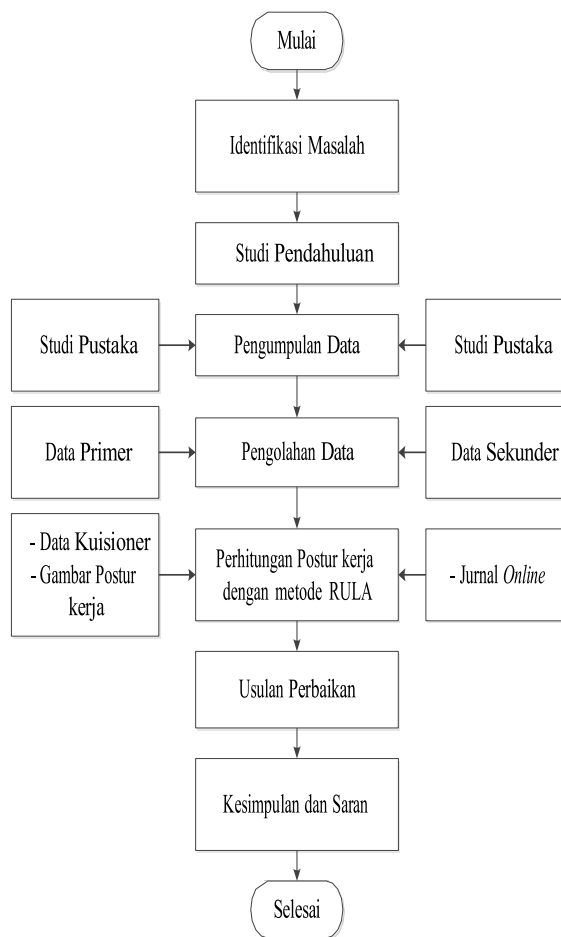 Mulai
Identifikasi Masalah
Studi Pendahuluan
Studi Pustaka
Pengumpulan Data
Studi Pustaka
Data Primer
Pengolahan Data
Data Sekunder
- Data Kuisioner
- Gambar Postur
kerja
Perhitungan Postur kerja
dengan metode RULA
- Jurnal Online
Usulan Perbaikan
Kesimpulan dan Saran
Selesai